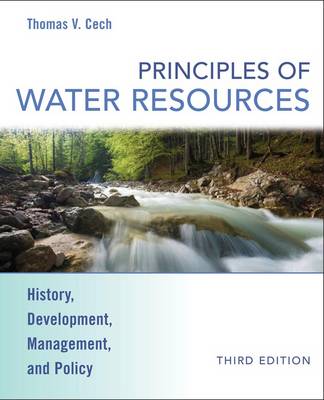 Thomas V. Cech
PRINCIPLES OF
WATER RESOURCES
History,
Development,
Management,
and Policy
THIRD EDITION